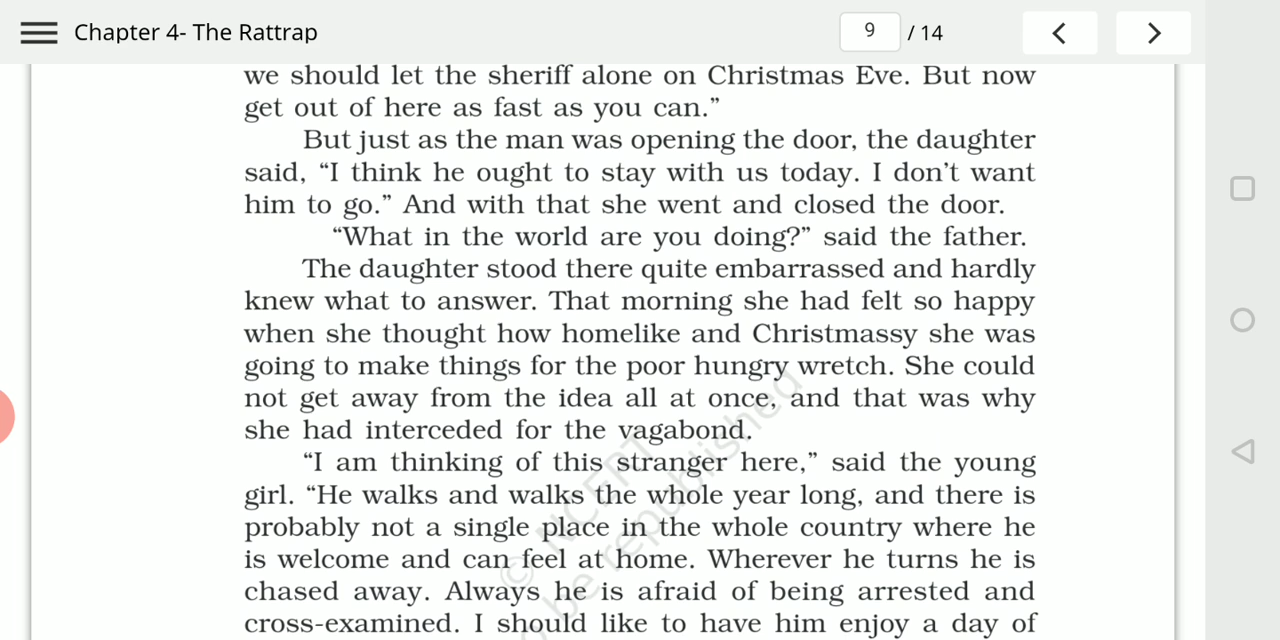 Chapter 4- The Rattrap
9 / 14
we should let the sheriff alone on Christmas Eve. But now
get out of here as fast as you can.”
But just as the man was opening the door, the daughter
said, “I think he ought to stay with us today. I don’t want
him to go.” And with that she went and closed the door.
“What in the world are you doing?” said the father.
The daughter stood there quite embarrassed and hardly
knew what to answer. That morning she had felt so happy
when she thought how homelike and Christmassy she was
going to make things for the poor hungry wretch. She could
not get away from the idea all at once, and that was why
she had interceded for the vagabond.
“I am thinking of this stranger here,” said the young
girl. “He walks and walks the whole year long, and there is
probably not a single place in the whole country where he
is welcome and can feel at home. Wherever he turns he is
chased away. Always he is afraid of being arrested and
cross-examined. I should like to have him enjoy a day of
© NCERT
o be republished